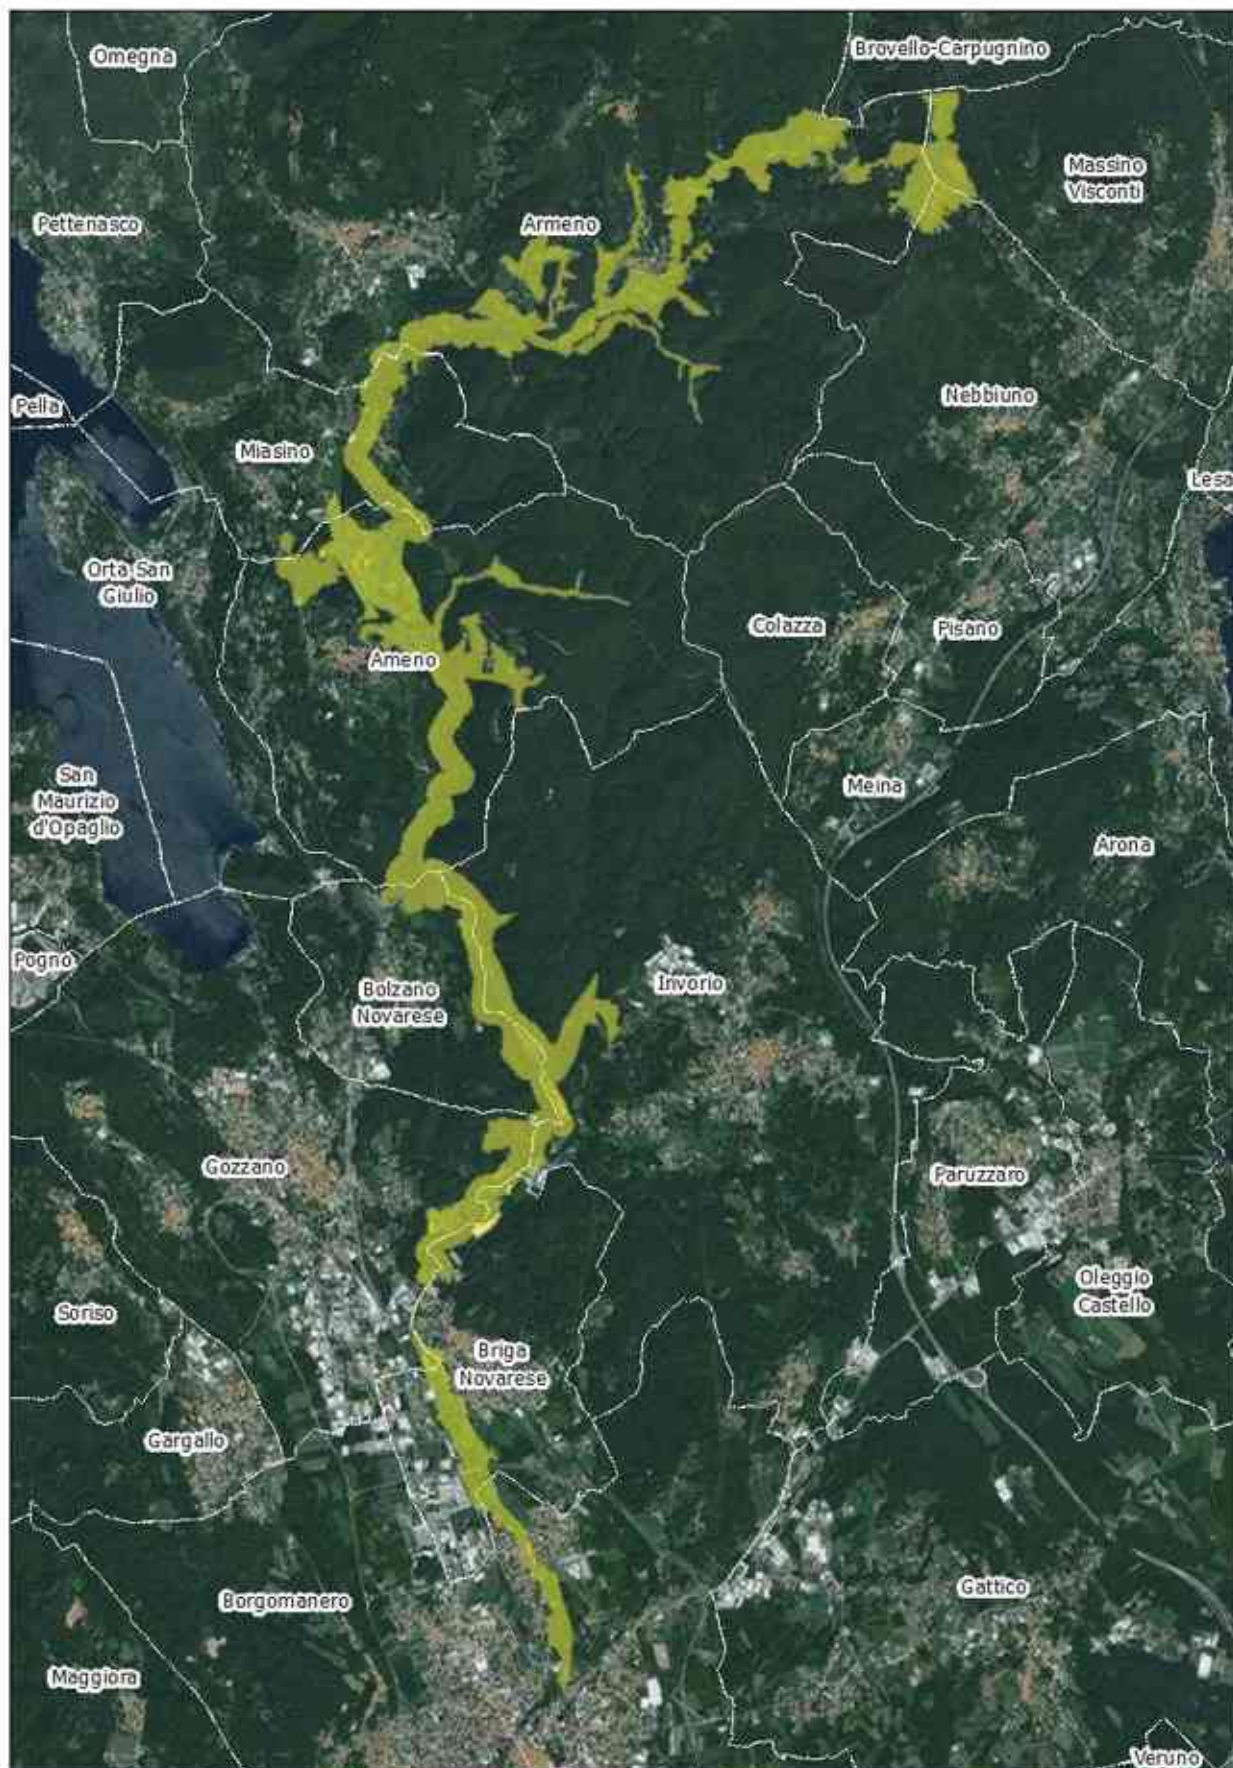 Omegna
Brovello-Carpugnino
Massino
Visconti
Pettenasco
Armeno
Pella
Nebbiuno
Miasino
Lesa
Orta San
Giulio
Colazza
Pisano
Ameno
San
Maurizio
d'Opaglio
Meina
Arona
Pogno
Bolzano
Novarese
Invorio
Gozzano
Paruzzaro
Oleggio
Castello
Soriso
Briga
Novarese
Gargallo
Gattico
Borgomanero
Maggiora
Veruno